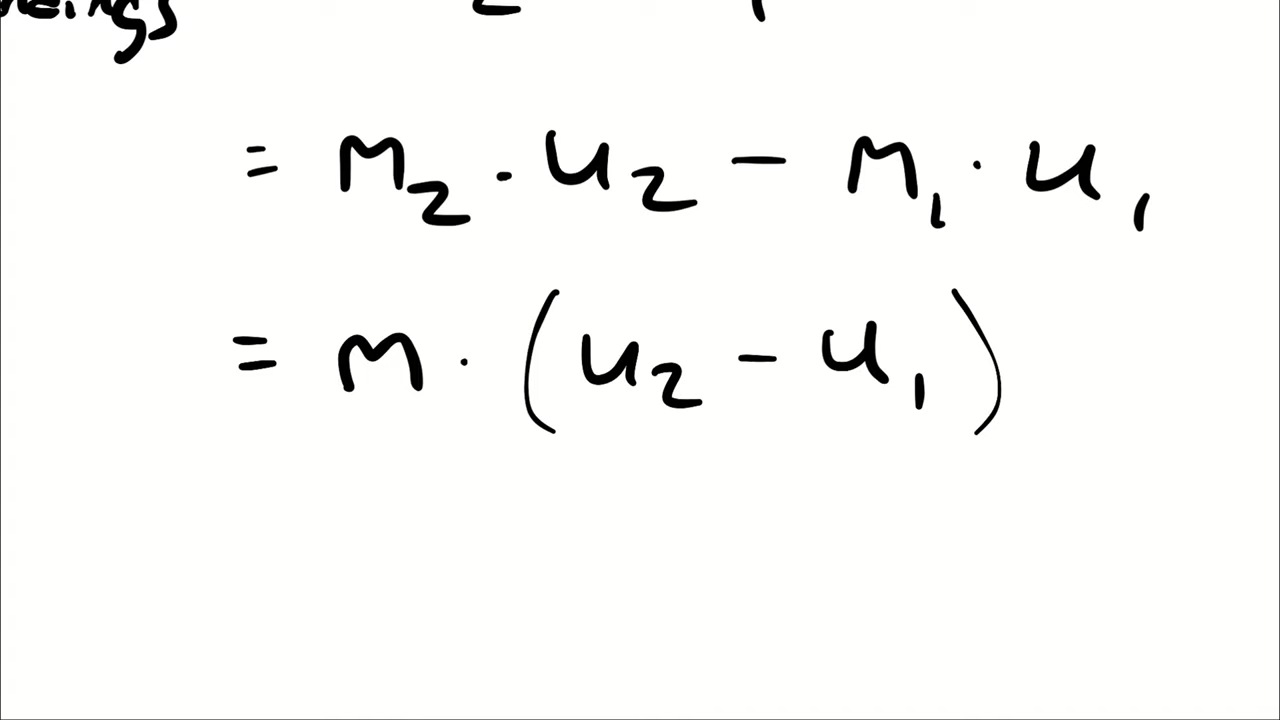 = m₂ · u₂ − m₁ · u₁
= m · (u₂ − u₁)